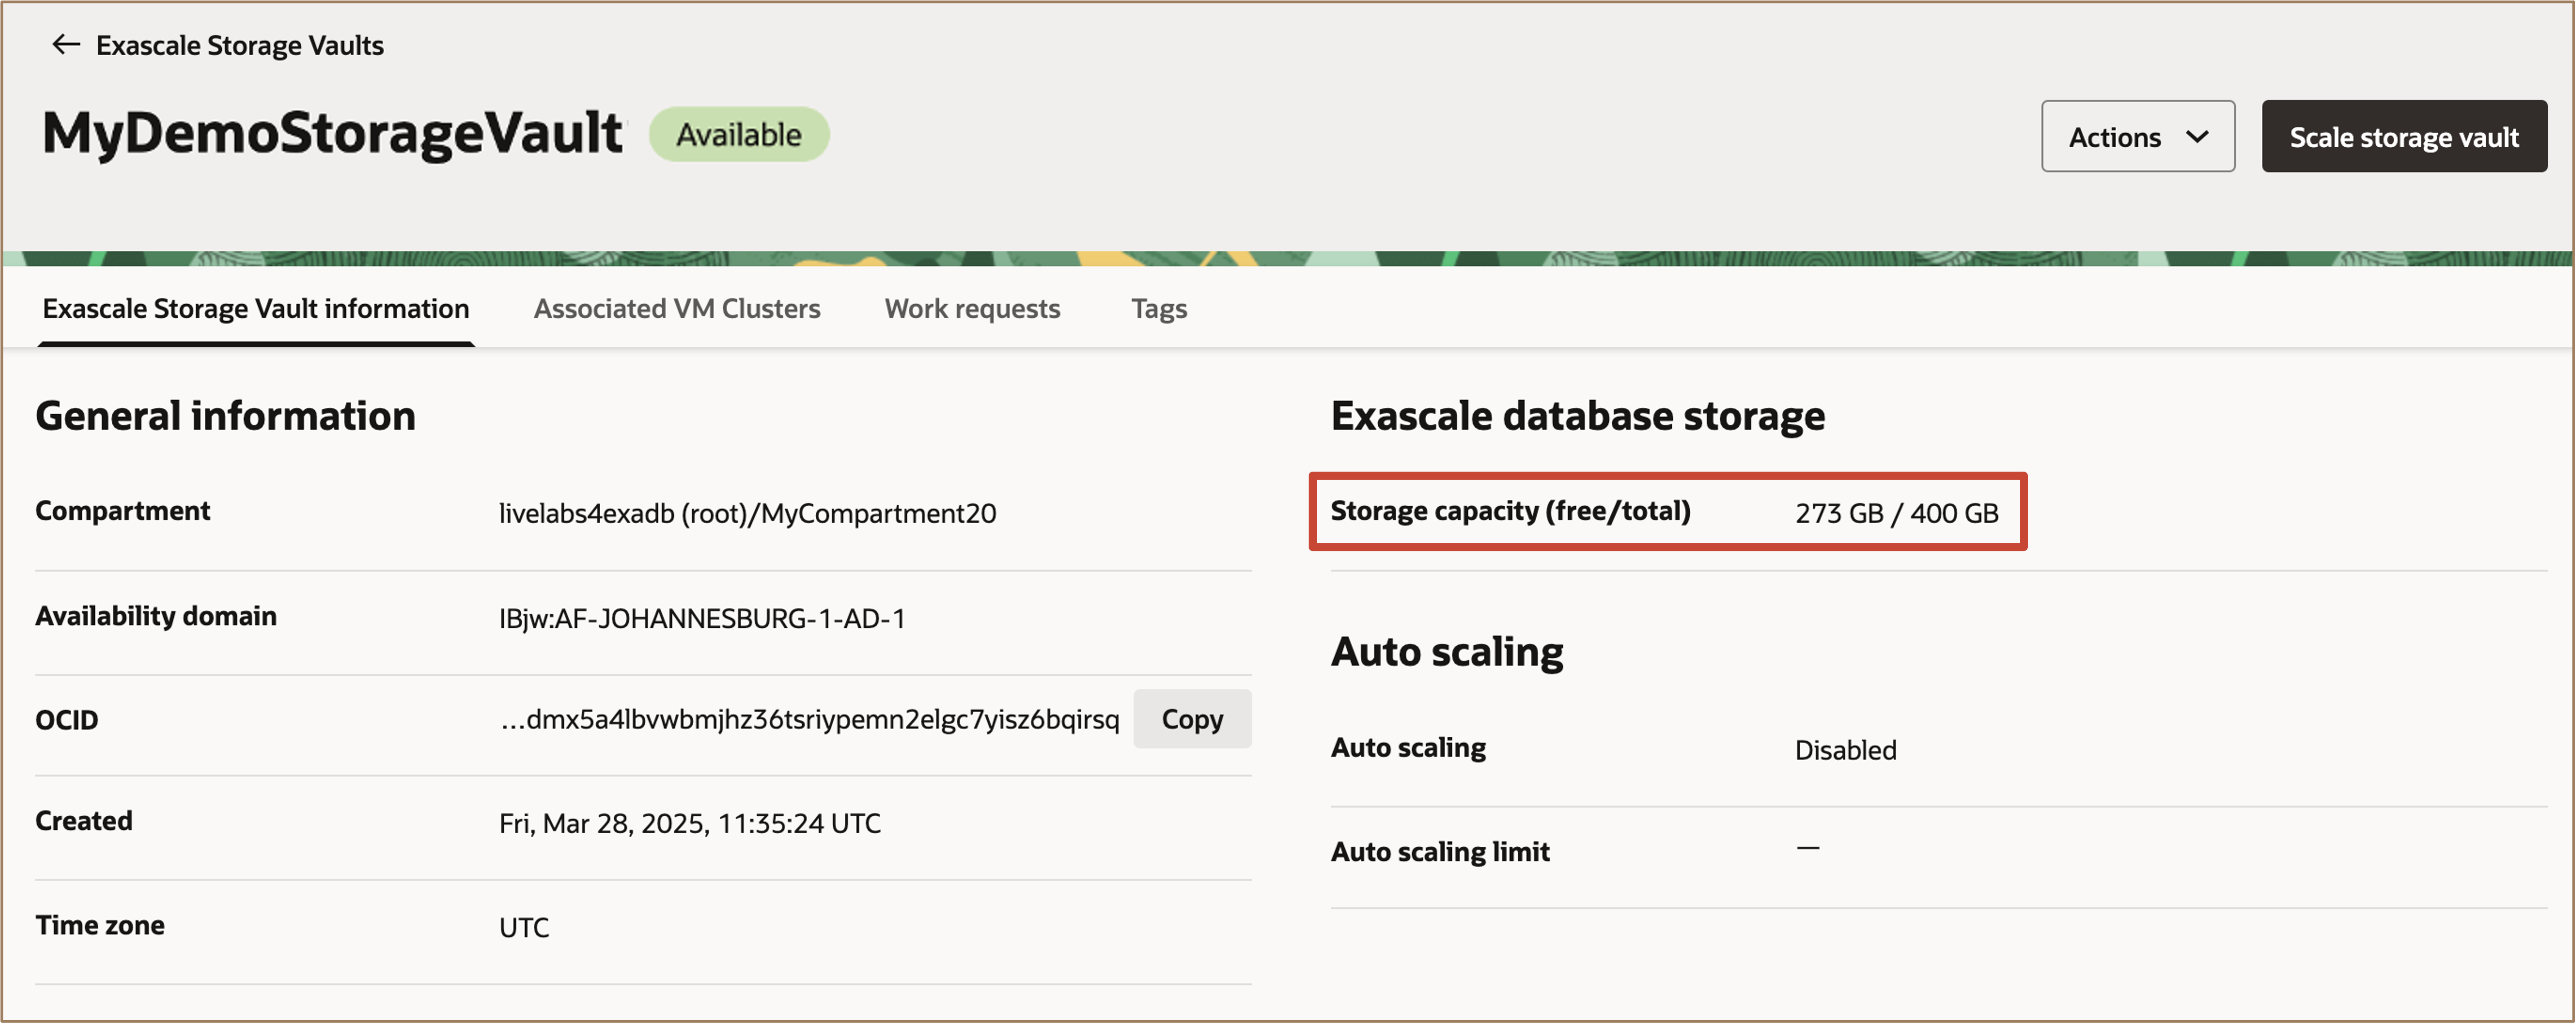 Exascale Storage Vaults
MyDemoStorageVault
Available
Actions
Scale storage vault
Exascale Storage Vault information
Associated VM Clusters
Work requests
Tags
General information
Compartment
livelabs4exadb (root)/MyCompartment20
Availability domain
IBjw:AF-JOHANNESBURG-1-AD-1
OCID
...dmx5a4lbvwbmjhz36tsriypemn2elgc7yisz6bqirsq
Copy
Created
Fri, Mar 28, 2025, 11:35:24 UTC
Time zone
UTC
Exascale database storage
Storage capacity (free/total)
273 GB / 400 GB
Auto scaling
Auto scaling
Disabled
Auto scaling limit
—